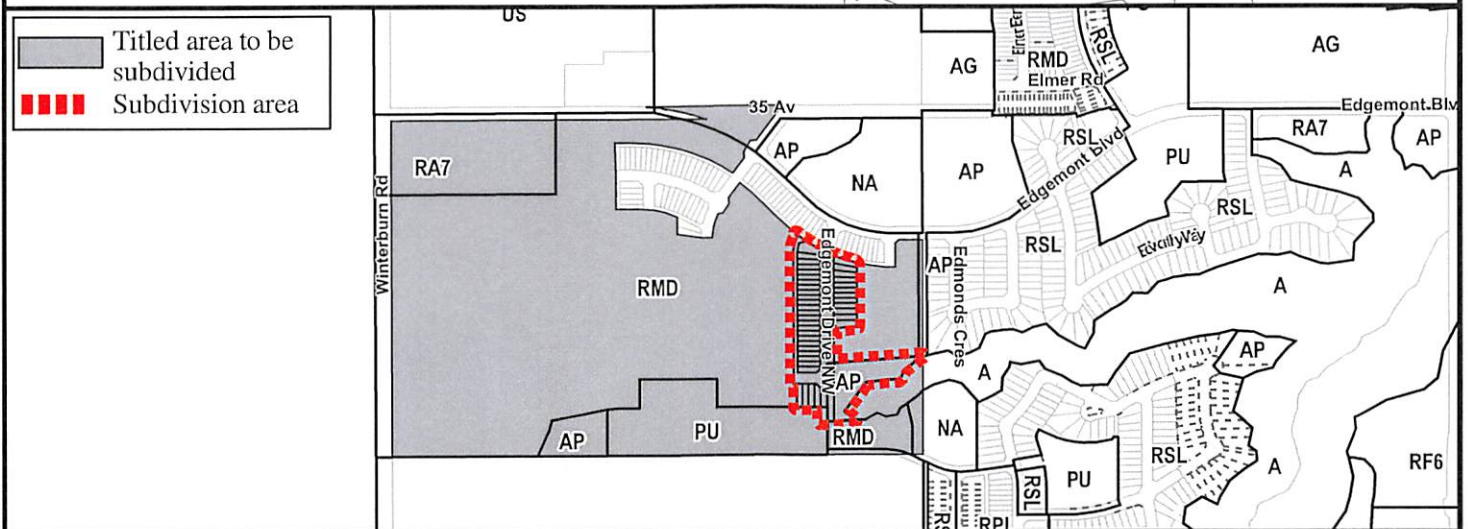 Titled area to be
subdivided
Subdivision area
US
AG
RMD
RSL
Elmer Rd
AG
35 Av
Edgemont Blv
RA7
AP
NA
AP
RSL
Edgemont Blvd
PU
RA7
AP
A
RSL
Winterburn Rd
RMD
Edgemont Drive NW
AP
Edmonds Cres
RSL
A
AP
AP
A
AP
PU
RMD
NA
RSL
PU
RSL
A
RF6
RPL